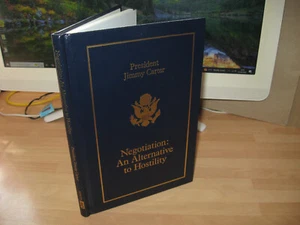 President
Jimmy Carter
Negotiation:
An Alternative
to Hostility